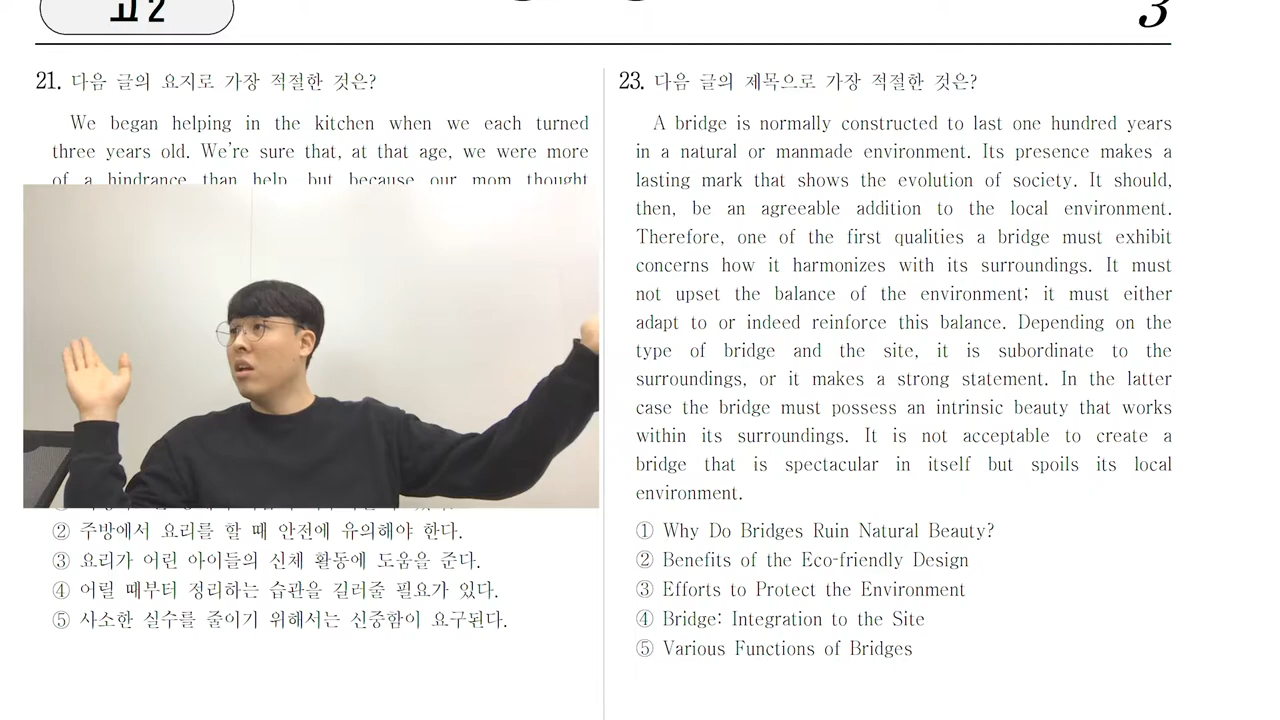 고2
3
21. 다음 글의 요지로 가장 적절한 것은?
We began helping in the kitchen when we each turned
three years old. We're sure that, at that age, we were more
of a hindrance than help, but because our mom thought
② 주방에서 요리를 할 때 안전에 유의해야 한다.
③ 요리가 어린 아이들의 신체 활동에 도움을 준다.
④ 어릴 때부터 정리하는 습관을 길러줄 필요가 있다.
⑤ 사소한 실수를 줄이기 위해서는 신중함이 요구된다.
23. 다음 글의 제목으로 가장 적절한 것은?
A bridge is normally constructed to last one hundred years
in a natural or manmade environment. Its presence makes a
lasting mark that shows the evolution of society. It should,
then, be an agreeable addition to the local environment.
Therefore, one of the first qualities a bridge must exhibit
concerns how it harmonizes with its surroundings. It must
not upset the balance of the environment; it must either
adapt to or indeed reinforce this balance. Depending on the
type of bridge and the site, it is subordinate to the
surroundings, or it makes a strong statement. In the latter
case the bridge must possess an intrinsic beauty that works
within its surroundings. It is not acceptable to create a
bridge that is spectacular in itself but spoils its local
environment.
① Why Do Bridges Ruin Natural Beauty?
② Benefits of the Eco-friendly Design
③ Efforts to Protect the Environment
④ Bridge: Integration to the Site
⑤ Various Functions of Bridges